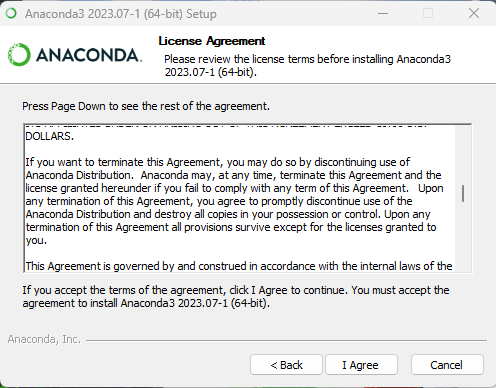 Anaconda3 2023.07-1 (64-bit) Setup
License Agreement
Please review the license terms before installing Anaconda3
2023.07-1 (64-bit).
ANACONDA.
Press Page Down to see the rest of the agreement.
DOLLARS.
If you want to terminate this Agreement, you may do so by discontinuing use of
Anaconda Distribution. Anaconda may, at any time, terminate this Agreement and the
license granted hereunder if you fail to comply with any term of this Agreement. Upon
any termination of this Agreement, you agree to promptly discontinue use of the
Anaconda Distribution and destroy all copies in your possession or control. Upon any
termination of this Agreement all provisions survive except for the licenses granted to
you.
This Agreement is governed by and construed in accordance with the internal laws of the
If you accept the terms of the agreement, click I Agree to continue. You must accept the
agreement to install Anaconda3 2023.07-1 (64-bit).
Anaconda, Inc.
< Back
I Agree
Cancel